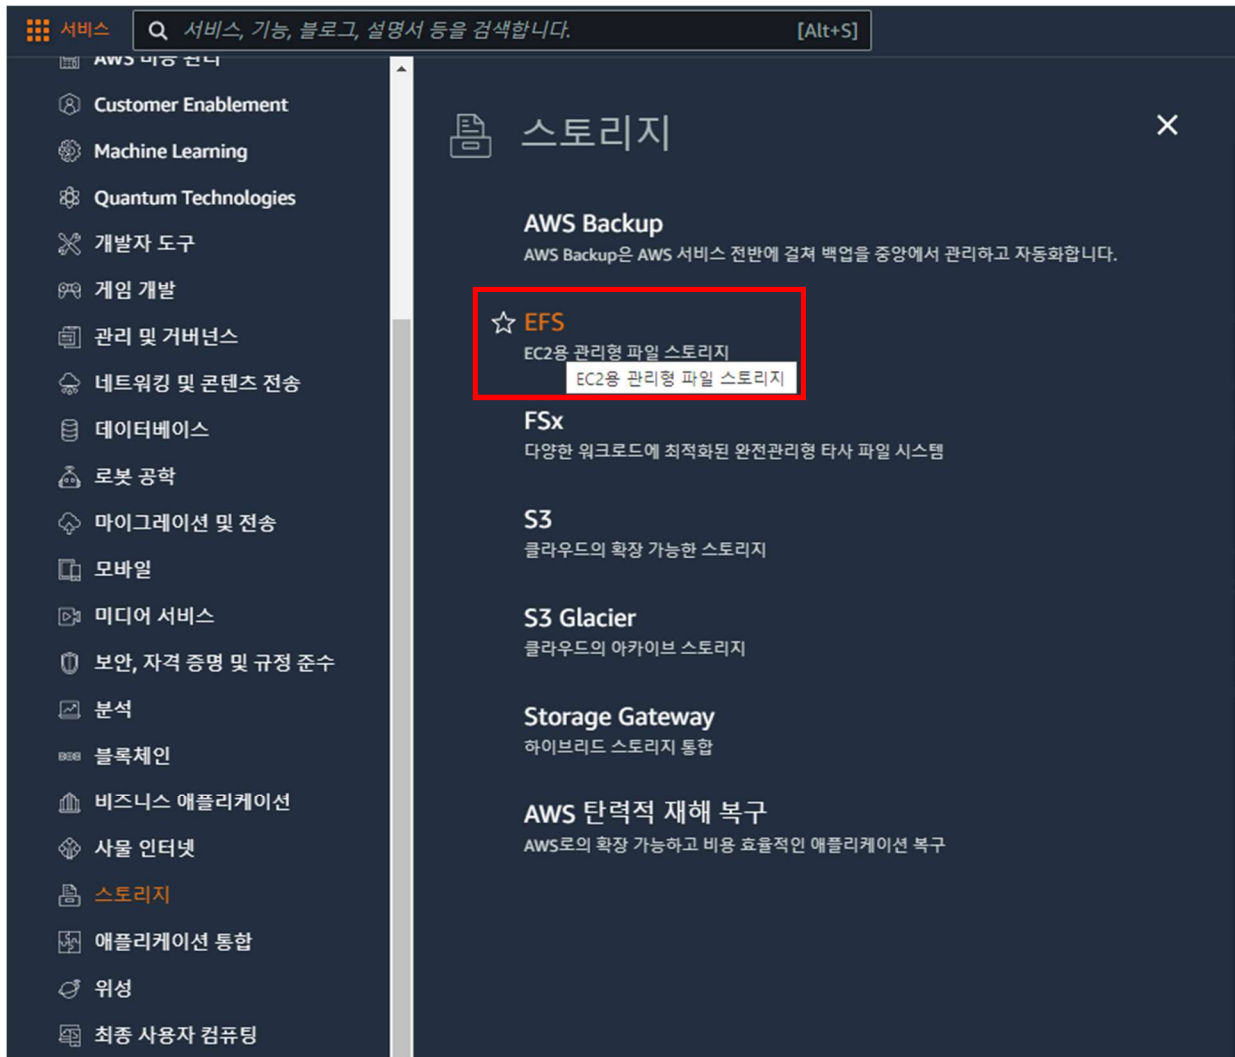 서비스
서비스, 기능, 블로그, 설명서 등을 검색합니다.
[Alt+S]
AWS 비용 관리
Customer Enablement
Machine Learning
Quantum Technologies
개발자 도구
게임 개발
관리 및 거버넌스
네트워킹 및 콘텐츠 전송
데이터베이스
로봇 공학
마이그레이션 및 전송
모바일
미디어 서비스
보안, 자격 증명 및 규정 준수
분석
블록체인
비즈니스 애플리케이션
사물 인터넷
스토리지
애플리케이션 통합
위성
최종 사용자 컴퓨팅
스토리지
AWS Backup
AWS Backup은 AWS 서비스 전반에 걸쳐 백업을 중앙에서 관리하고 자동화합니다.
EFS
EC2용 관리형 파일 스토리지
EC2용 관리형 파일 스토리지
FSx
다양한 워크로드에 최적화된 완전관리형 타사 파일 시스템
S3
클라우드의 확장 가능한 스토리지
S3 Glacier
클라우드의 아카이브 스토리지
Storage Gateway
하이브리드 스토리지 통합
AWS 탄력적 재해 복구
AWS로의 확장 가능하고 비용 효율적인 애플리케이션 복구